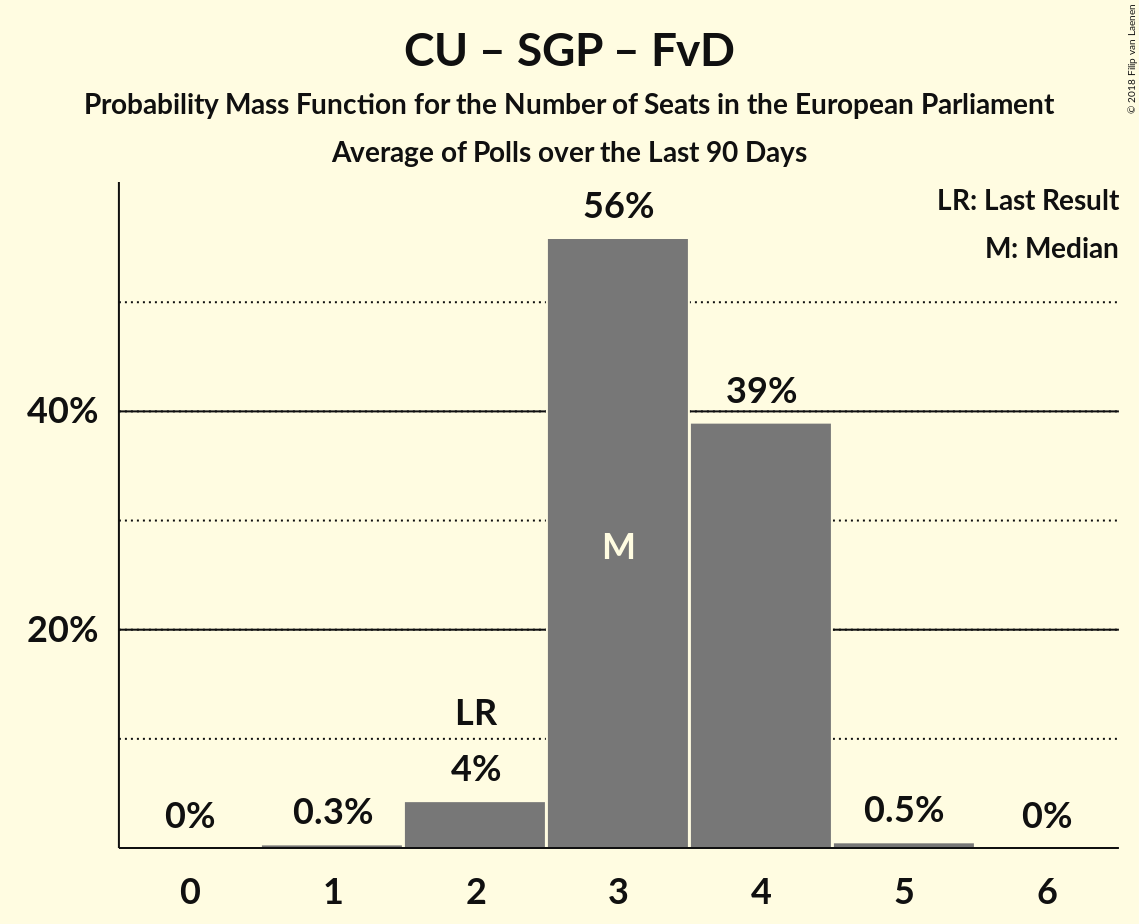 CU – SGP – FvD
Probability Mass Function for the Number of Seats in the European Parliament
Average of Polls over the Last 90 Days
© 2018 Filip van Laenen
LR: Last Result
M: Median
56%
39%
40%
M
20%
LR
4%
0%
0.3%
0.5%
0%
0 1 2 3 4 5 6